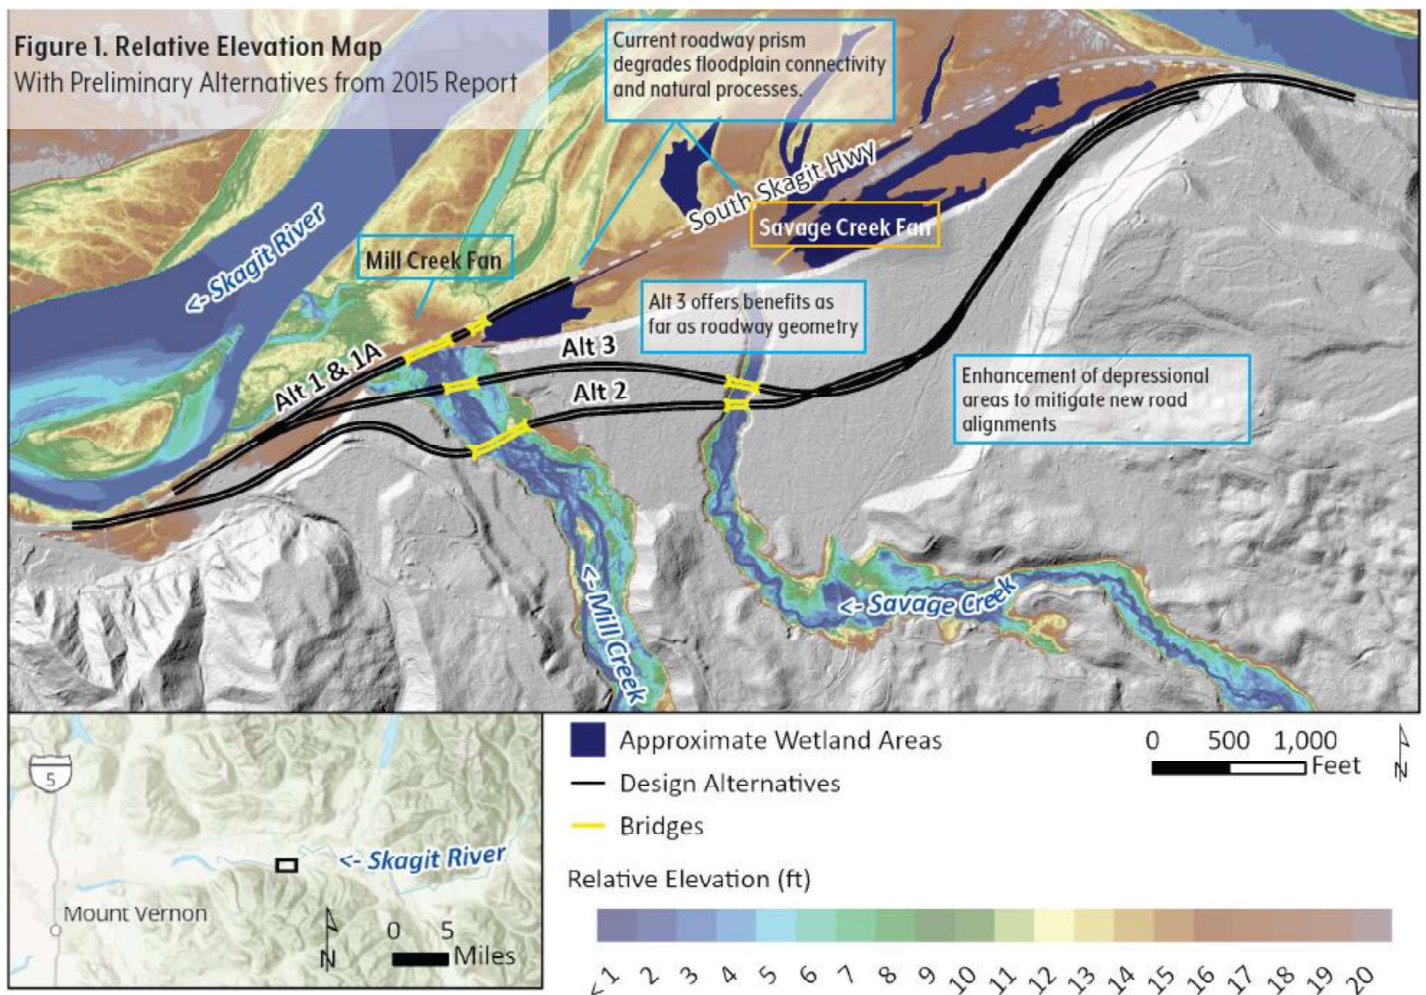 Figure 1. Relative Elevation Map
With Preliminary Alternatives from 2015 Report
Current roadway prism
degrades floodplain connectivity
and natural processes.
South Skagit Hwy
<- Skagit River
Mill Creek Fan
Savage Creek Fan
Alt 3 offers benefits as
far as roadway geometry
Alt 1 & 1A
Alt 3
Alt 2
Enhancement of depressional
areas to mitigate new road
alignments
<- Mill Creek
<- Savage Creek
5
<- Skagit River
Mount Vernon
N
0 5
Miles
Approximate Wetland Areas
Design Alternatives
Bridges
0 500 1,000
Feet
N
Relative Elevation (ft)
<1 2 3 4 5 6 7 8 9 10 11 12 13 14 15 16 17 18 19 20